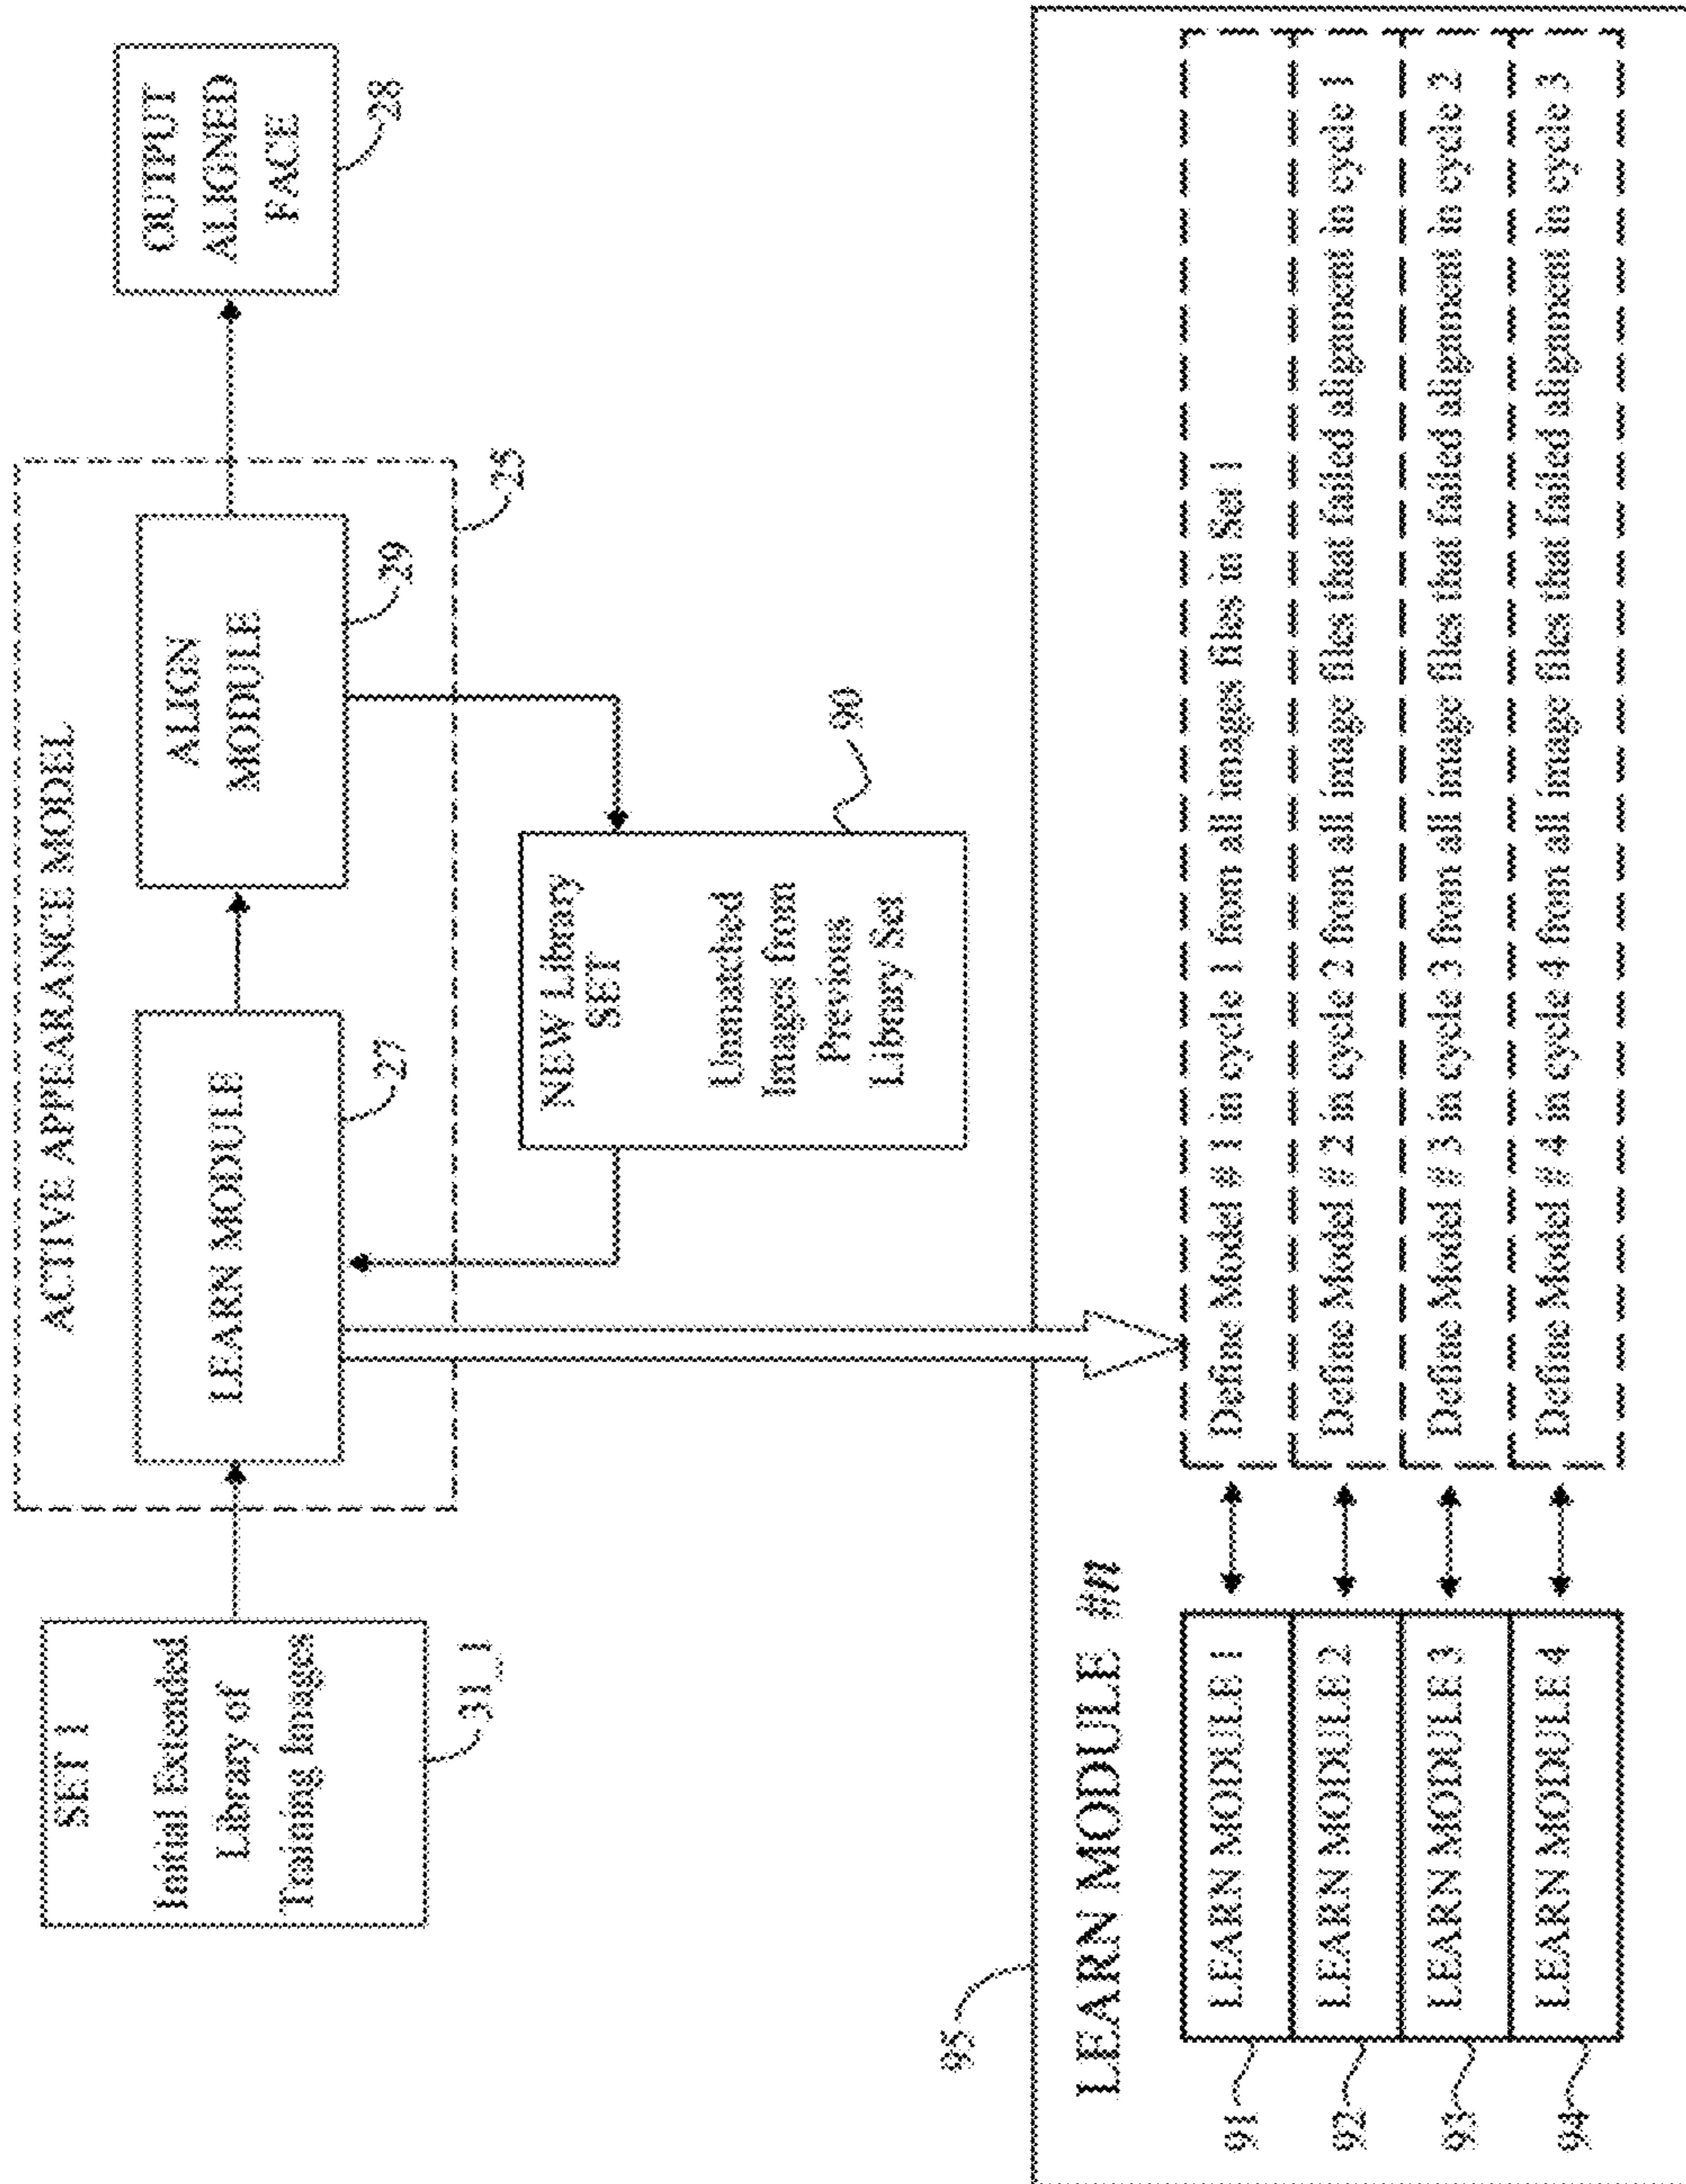 ACTIVE APPEARANCE MODEL
SET 1
Initial Extended
Library of
Training Images
31_1
LEARN MODULE
27
ALIGN
MODULE
29
25
OUTPUT
ALIGNED
FACE
28
NEW Library
SET
Unmatched
Images from
Previous
Library Set
90
95
LEARN MODULE #n
91
LEARN MODULE 1
Define Model # 1 in cycle 1 from all images files in Set 1
92
LEARN MODULE 2
Define Model # 2 in cycle 2 from all image files that failed alignment in cycle 1
93
LEARN MODULE 3
Define Model # 3 in cycle 3 from all image files that failed alignment in cycle 2
94
LEARN MODULE 4
Define Model # 4 in cycle 4 from all image files that failed alignment in cycle 3